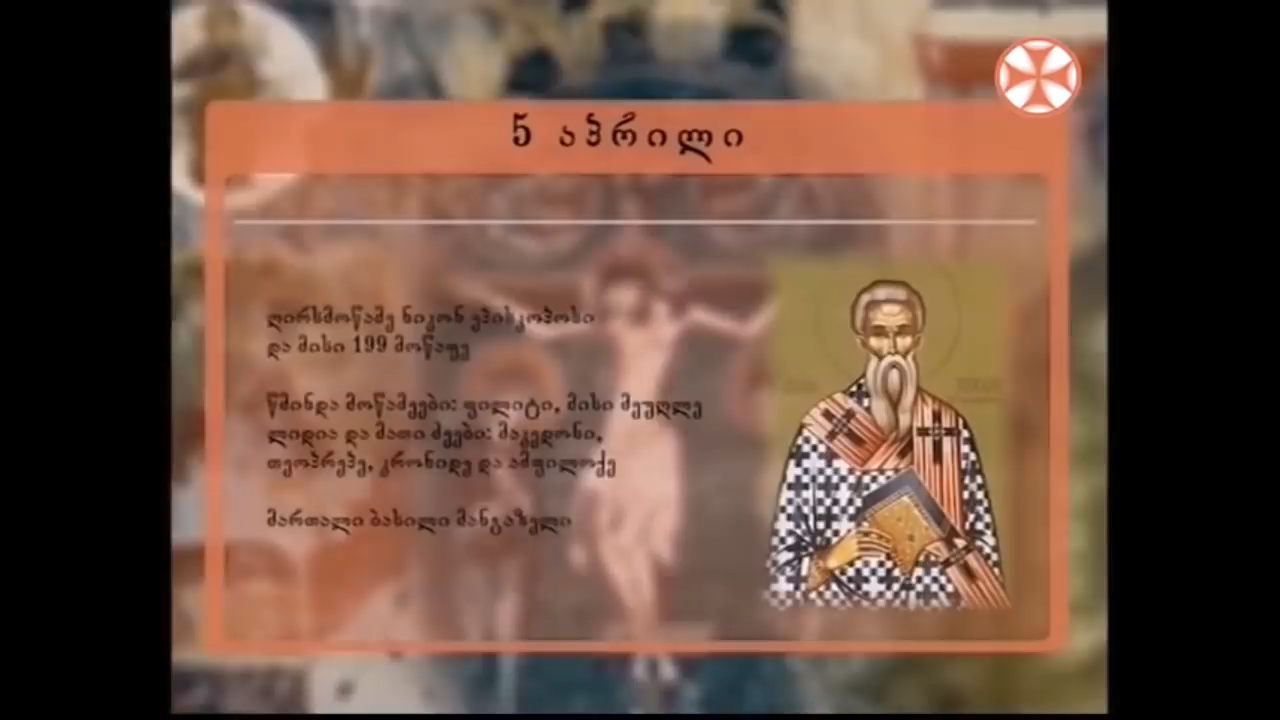 5 აპრილი
ღირსმოწამე ნიკონ ეპისკოპოსი
და მისი 199 მოწაფე
წმინდა მოწამეები: ფილიტი, მისი მეუღლე
ლიდია და მათი ძეები: მაკედონი,
თეოპრეპე, კრონიდე და ამფილოქე
მართალი ბასილი მანგაზელი